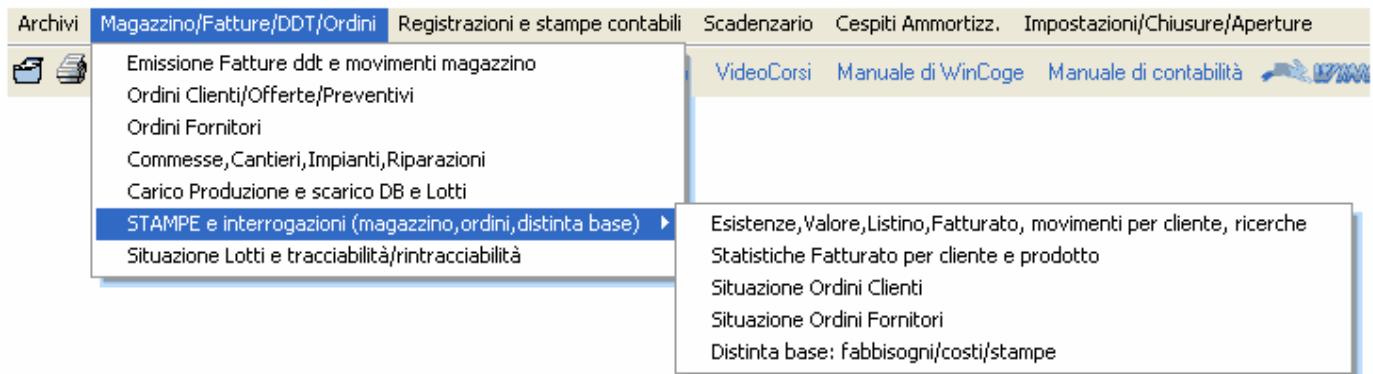 Archivi Magazzino/Fatture/DDT/Ordini Registrazioni e stampe contabili Scadenzario Cespiti Ammortizz. Impostazioni/Chiusure/Aperture
VideoCorsi Manuale di WinCoge Manuale di contabilità
Emissione Fatture ddt e movimenti magazzino
Ordini Clienti/Offerte/Preventivi
Ordini Fornitori
Commesse,Cantieri,Impianti,Riparazioni
Carico Produzione e scarico DB e Lotti
STAMPE e interrogazioni (magazzino,ordini,distinta base)
Situazione Lotti e tracciabilità/rintracciabilità
Esistenze,Valore,Listino,Fatturato, movimenti per cliente, ricerche
Statistiche Fatturato per cliente e prodotto
Situazione Ordini Clienti
Situazione Ordini Fornitori
Distinta base: fabbisogni/costi/stampe